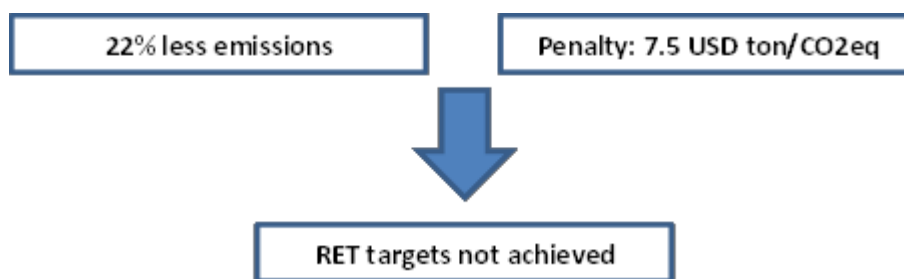 22% less emissions
Penalty: 7.5 USD ton/CO2eq
RET targets not achieved